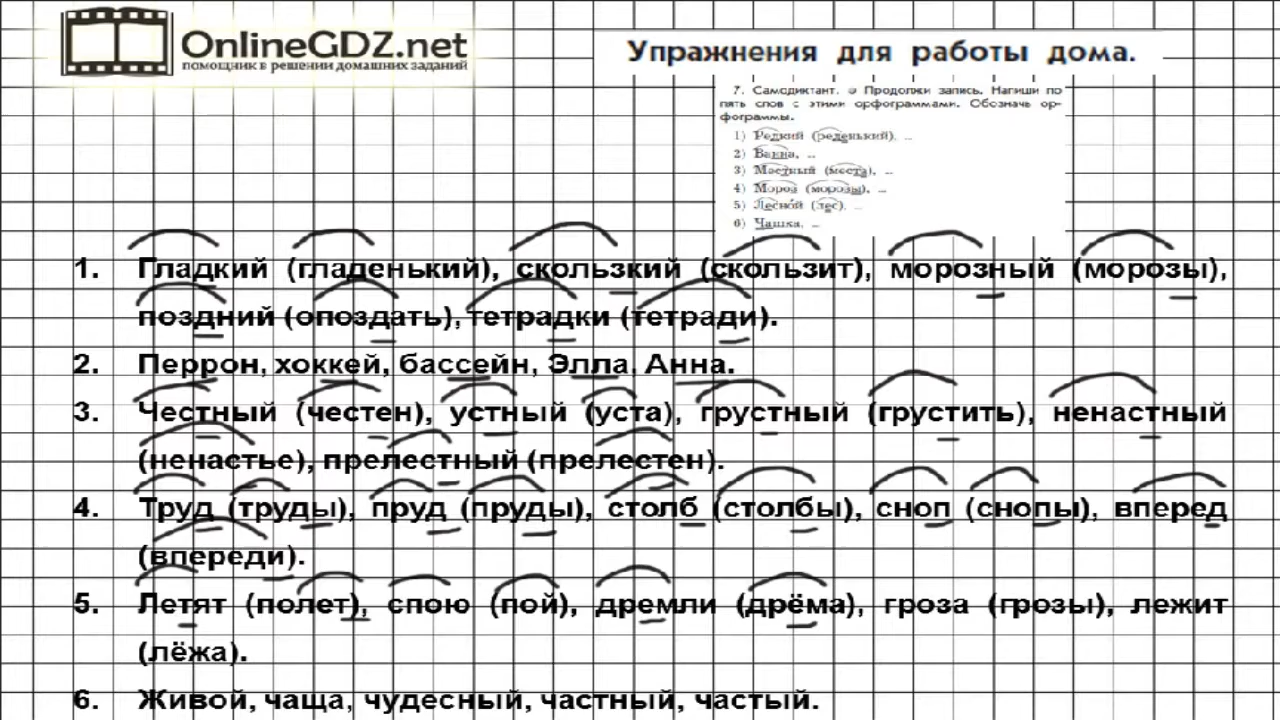 OnlineGDZ.net
помощник в решении домашних заданий
Упражнения для работы дома.
7. Самодиктант. Продолжи запись. Напиши по
пять слов с этими орфограммами. Обозначь ор-
фограммы.
1) Редкий (реденький), ...
2) Ванна, ...
3) Местный (места), ...
4) Мороз (морозы), ...
5) Лесной (лес), ...
6) Чашка, ...
1. Гладкий (гладенький), скользкий (скользит), морозный (морозы),
поздний (опоздать), тетрадки (тетради).
2. Перрон, хоккей, бассейн, Элла, Анна.
3. Честный (честен), устный (уста), грустный (грустить), ненастный
(ненастье), прелестный (прелестен).
4. Труд (труды), пруд (пруды), столб (столбы), сноп (снопы), вперед
(впереди).
5. Летят (полет), спою (пой), дремли (дрёма), гроза (грозы), лежит
(лёжа).
6. Живой, чаща, чудесный, частный, частый.